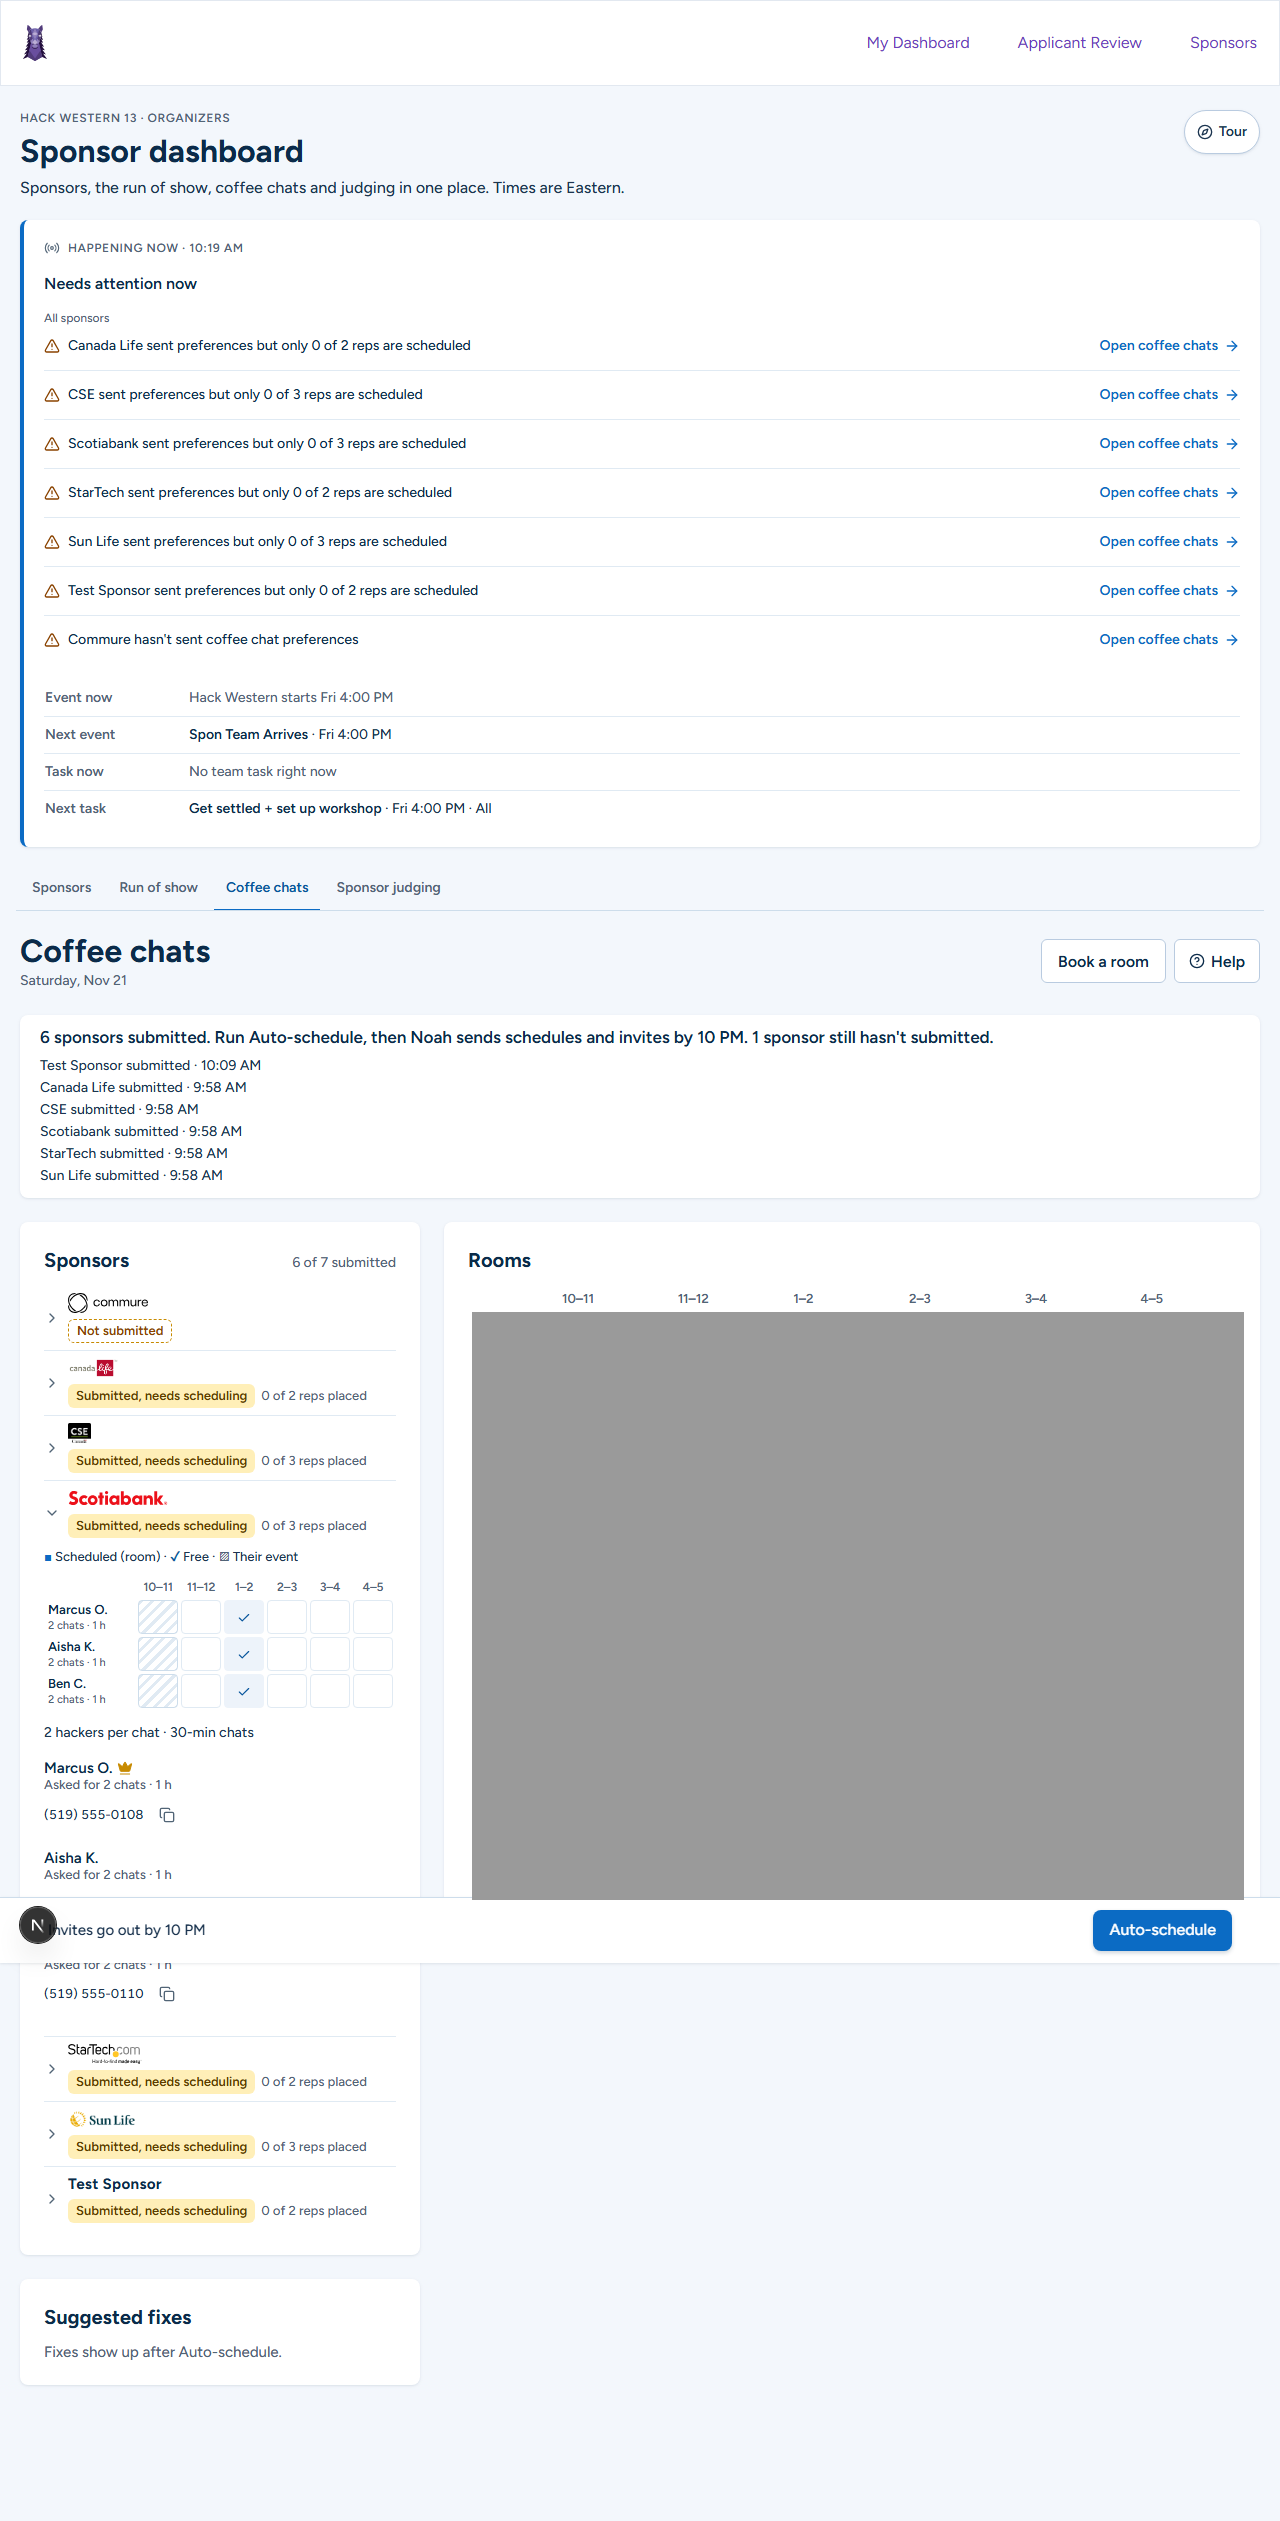 My Dashboard
Applicant Review
Sponsors
HACK WESTERN 13 · ORGANIZERS
Sponsor dashboard
Tour
Sponsors, the run of show, coffee chats and judging in one place. Times are Eastern.
HAPPENING NOW · 10:19 AM
Needs attention now
All sponsors
Canada Life sent preferences but only 0 of 2 reps are scheduled
Open coffee chats
CSE sent preferences but only 0 of 3 reps are scheduled
Open coffee chats
Scotiabank sent preferences but only 0 of 3 reps are scheduled
Open coffee chats
StarTech sent preferences but only 0 of 2 reps are scheduled
Open coffee chats
Sun Life sent preferences but only 0 of 3 reps are scheduled
Open coffee chats
Test Sponsor sent preferences but only 0 of 2 reps are scheduled
Open coffee chats
Commure hasn't sent coffee chat preferences
Open coffee chats
Event now
Hack Western starts Fri 4:00 PM
Next event
Spon Team Arrives · Fri 4:00 PM
Task now
No team task right now
Next task
Get settled + set up workshop · Fri 4:00 PM · All
Sponsors
Run of show
Coffee chats
Sponsor judging
Coffee chats
Saturday, Nov 21
Book a room
Help
6 sponsors submitted. Run Auto-schedule, then Noah sends schedules and invites by 10 PM. 1 sponsor still hasn't submitted.
Test Sponsor submitted · 10:09 AM
Canada Life submitted · 9:58 AM
CSE submitted · 9:58 AM
Scotiabank submitted · 9:58 AM
StarTech submitted · 9:58 AM
Sun Life submitted · 9:58 AM
Sponsors
6 of 7 submitted
commure
Not submitted
canada life
Submitted, needs scheduling 0 of 2 reps placed
CSE
Submitted, needs scheduling 0 of 3 reps placed
Scotiabank
Submitted, needs scheduling 0 of 3 reps placed
Scheduled (room) · ✓ Free · Their event
10–11 11–12 1–2 2–3 3–4 4–5
Marcus O.
2 chats · 1 h
Aisha K.
2 chats · 1 h
Ben C.
2 chats · 1 h
2 hackers per chat · 30-min chats
Marcus O.
Asked for 2 chats · 1 h
(519) 555-0108
Aisha K.
Asked for 2 chats · 1 h
Rooms
10–11 11–12 1–2 2–3 3–4 4–5
N
Invites go out by 10 PM
Auto-schedule
Asked for 2 chats · 1 h
(519) 555-0110
StarTech.com
Hard-to-find made easy
Submitted, needs scheduling 0 of 2 reps placed
Sun Life
Submitted, needs scheduling 0 of 3 reps placed
Test Sponsor
Submitted, needs scheduling 0 of 2 reps placed
Suggested fixes
Fixes show up after Auto-schedule.